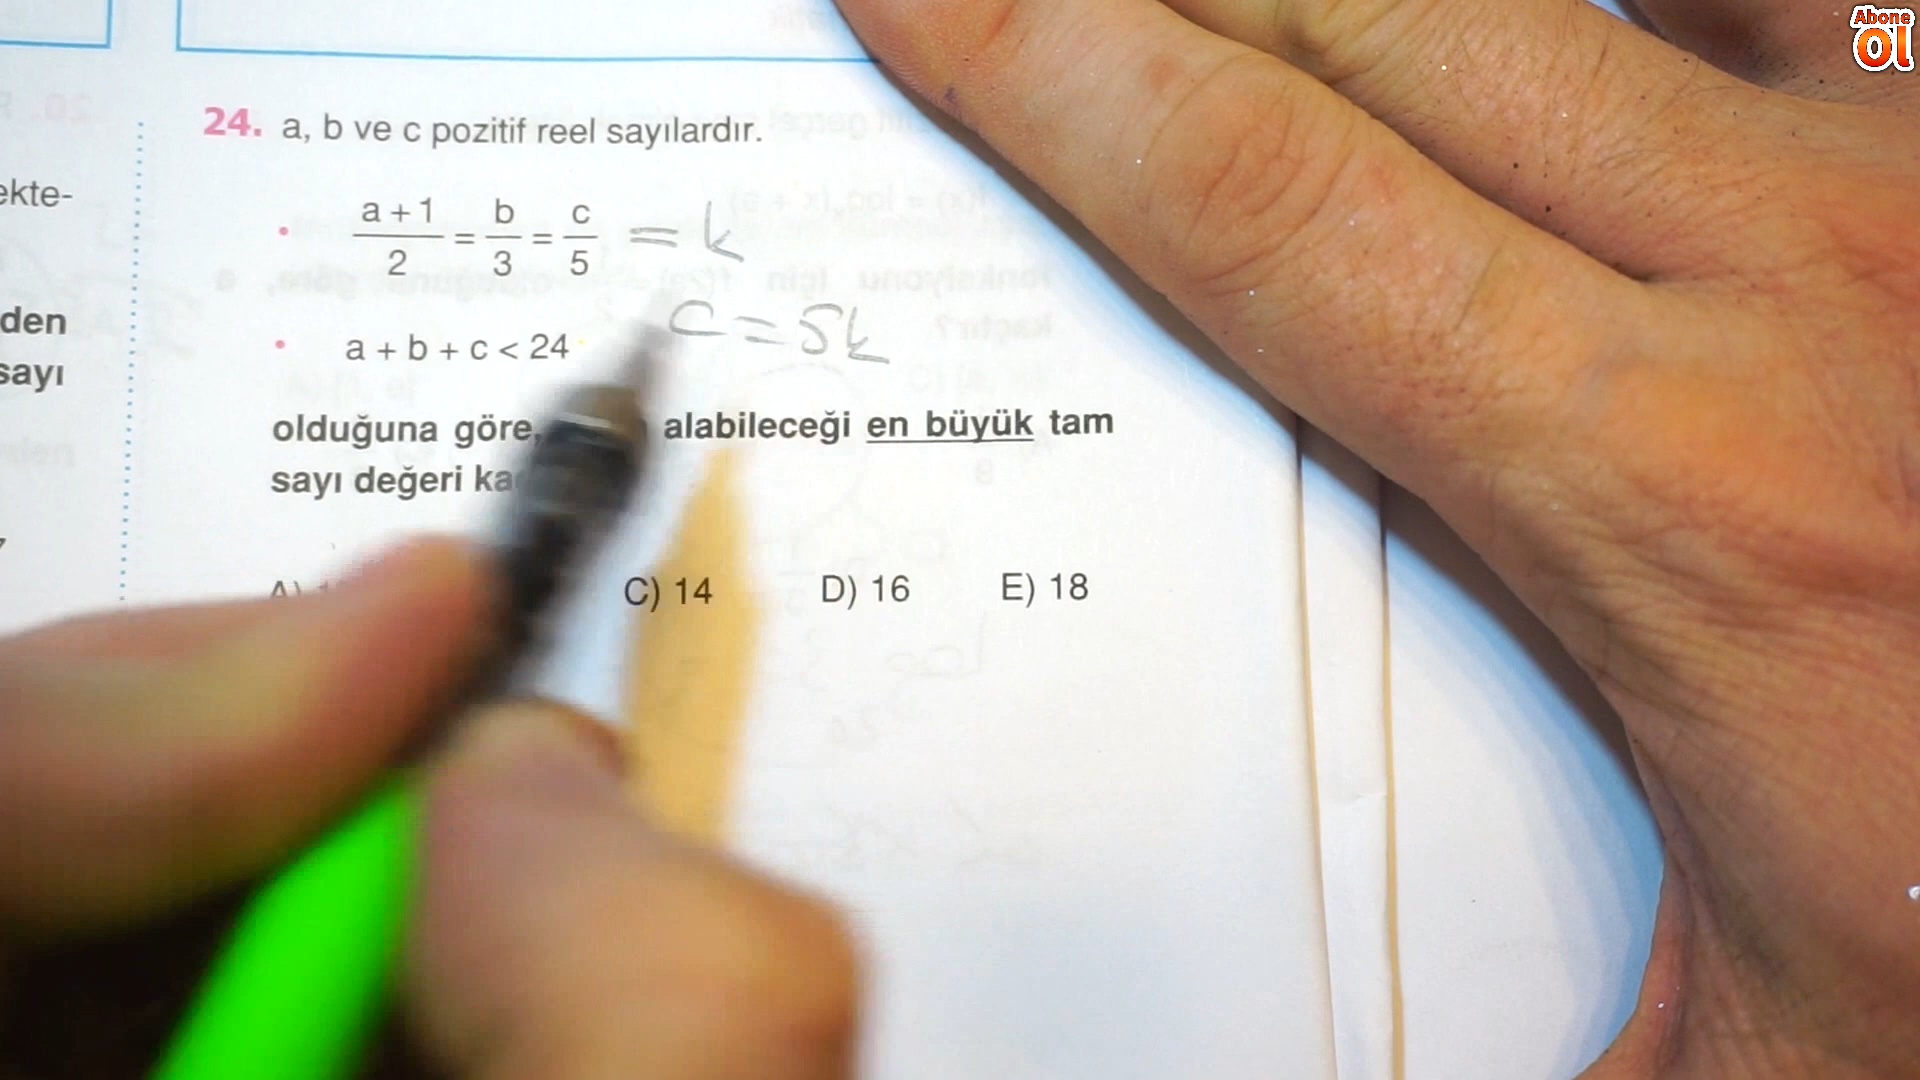 Abone
Ol
24. a, b ve c pozitif reel sayılardır.
• a + 1 / 2 = b / 3 = c / 5 = k
c = 5k
• a + b + c < 24
olduğuna göre, alabileceği en büyük tam
sayı değeri
C) 14 D) 16 E) 18
ekte-
den
sayı